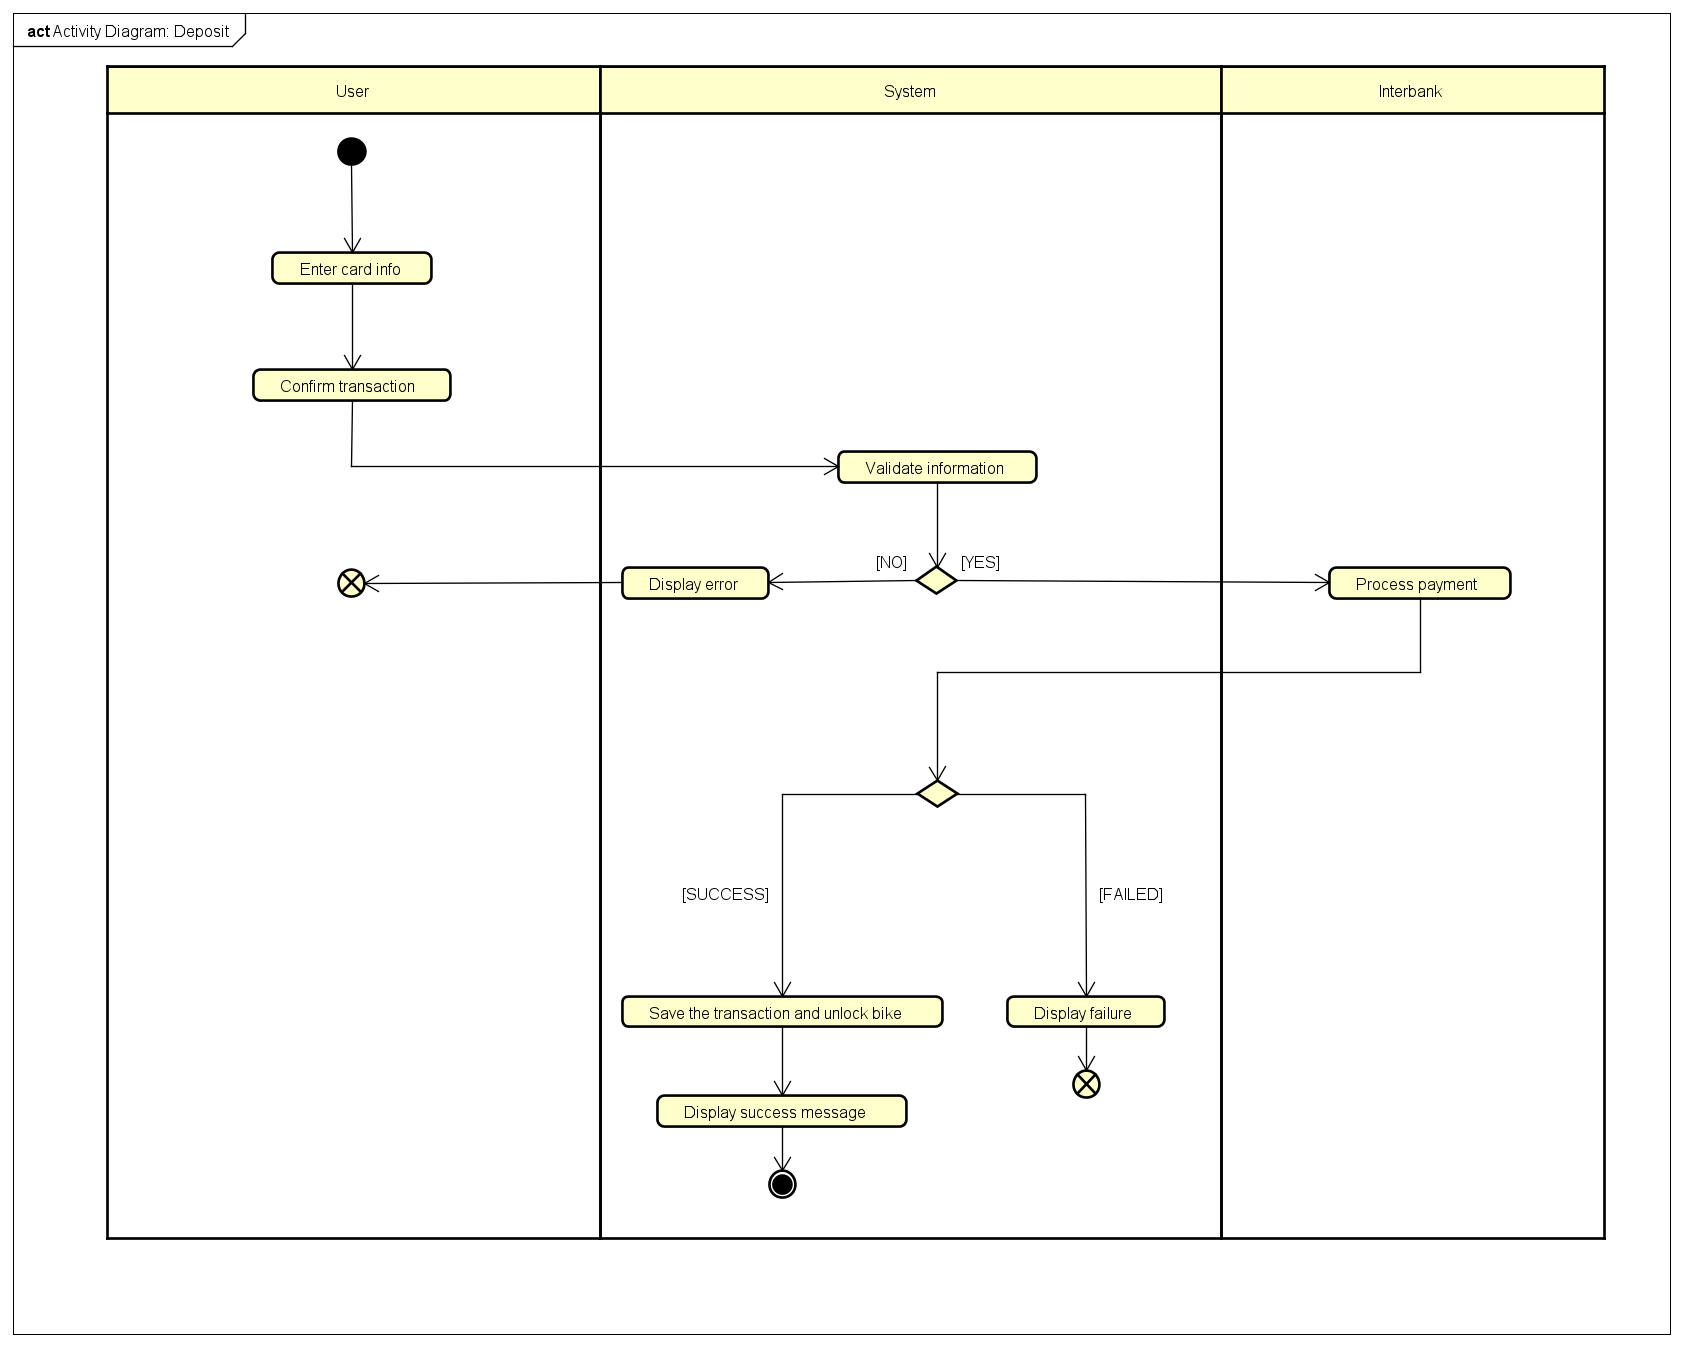 act Activity Diagram: Deposit
User
System
Interbank
Enter card info
Confirm transaction
Validate information
[NO]
[YES]
Display error
Process payment
[SUCCESS]
[FAILED]
Save the transaction and unlock bike
Display failure
Display success message